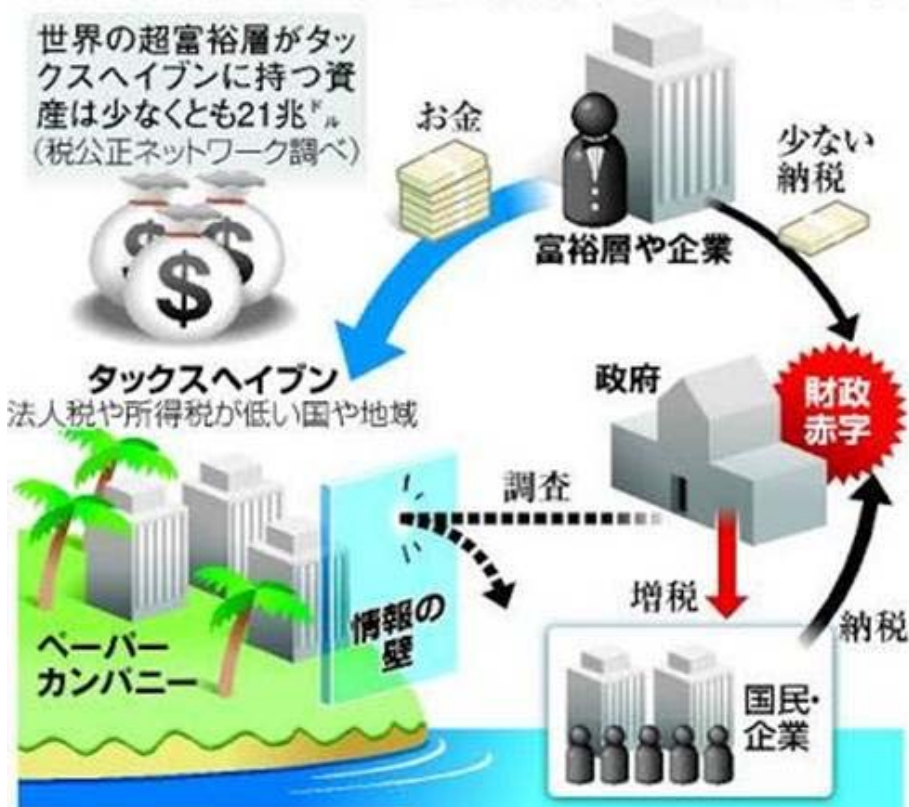 世界の超富裕層がタッ
クスヘイブンに持つ資
産は少なくとも21兆ドル
(税公正ネットワーク調べ)
お金
少ない
納税
富裕層や企業
$
$
$
タックスヘイブン
法人税や所得税が低い国や地域
政府
財政
赤字
調査
情報の
壁
増税
納税
ペーパー
カンパニー
国民・
企業